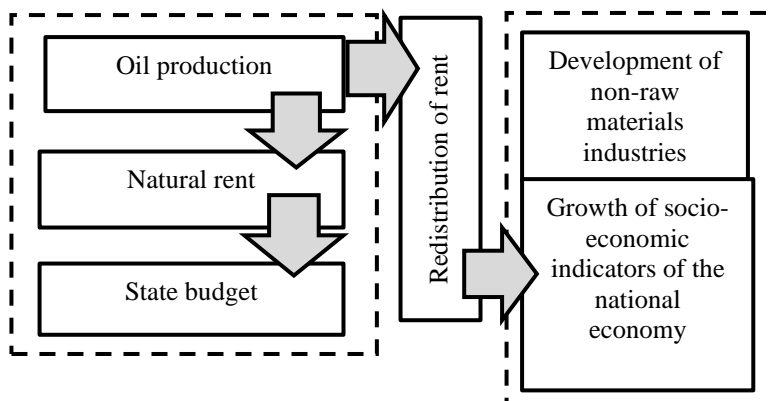 Oil production
Natural rent
State budget
Redistribution of rent
Development of
non-raw
materials
industries
Growth of socio-
economic
indicators of the
national
economy